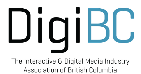 DigiBC
The Interactive & Digital Media Industry
Association of British Columbia